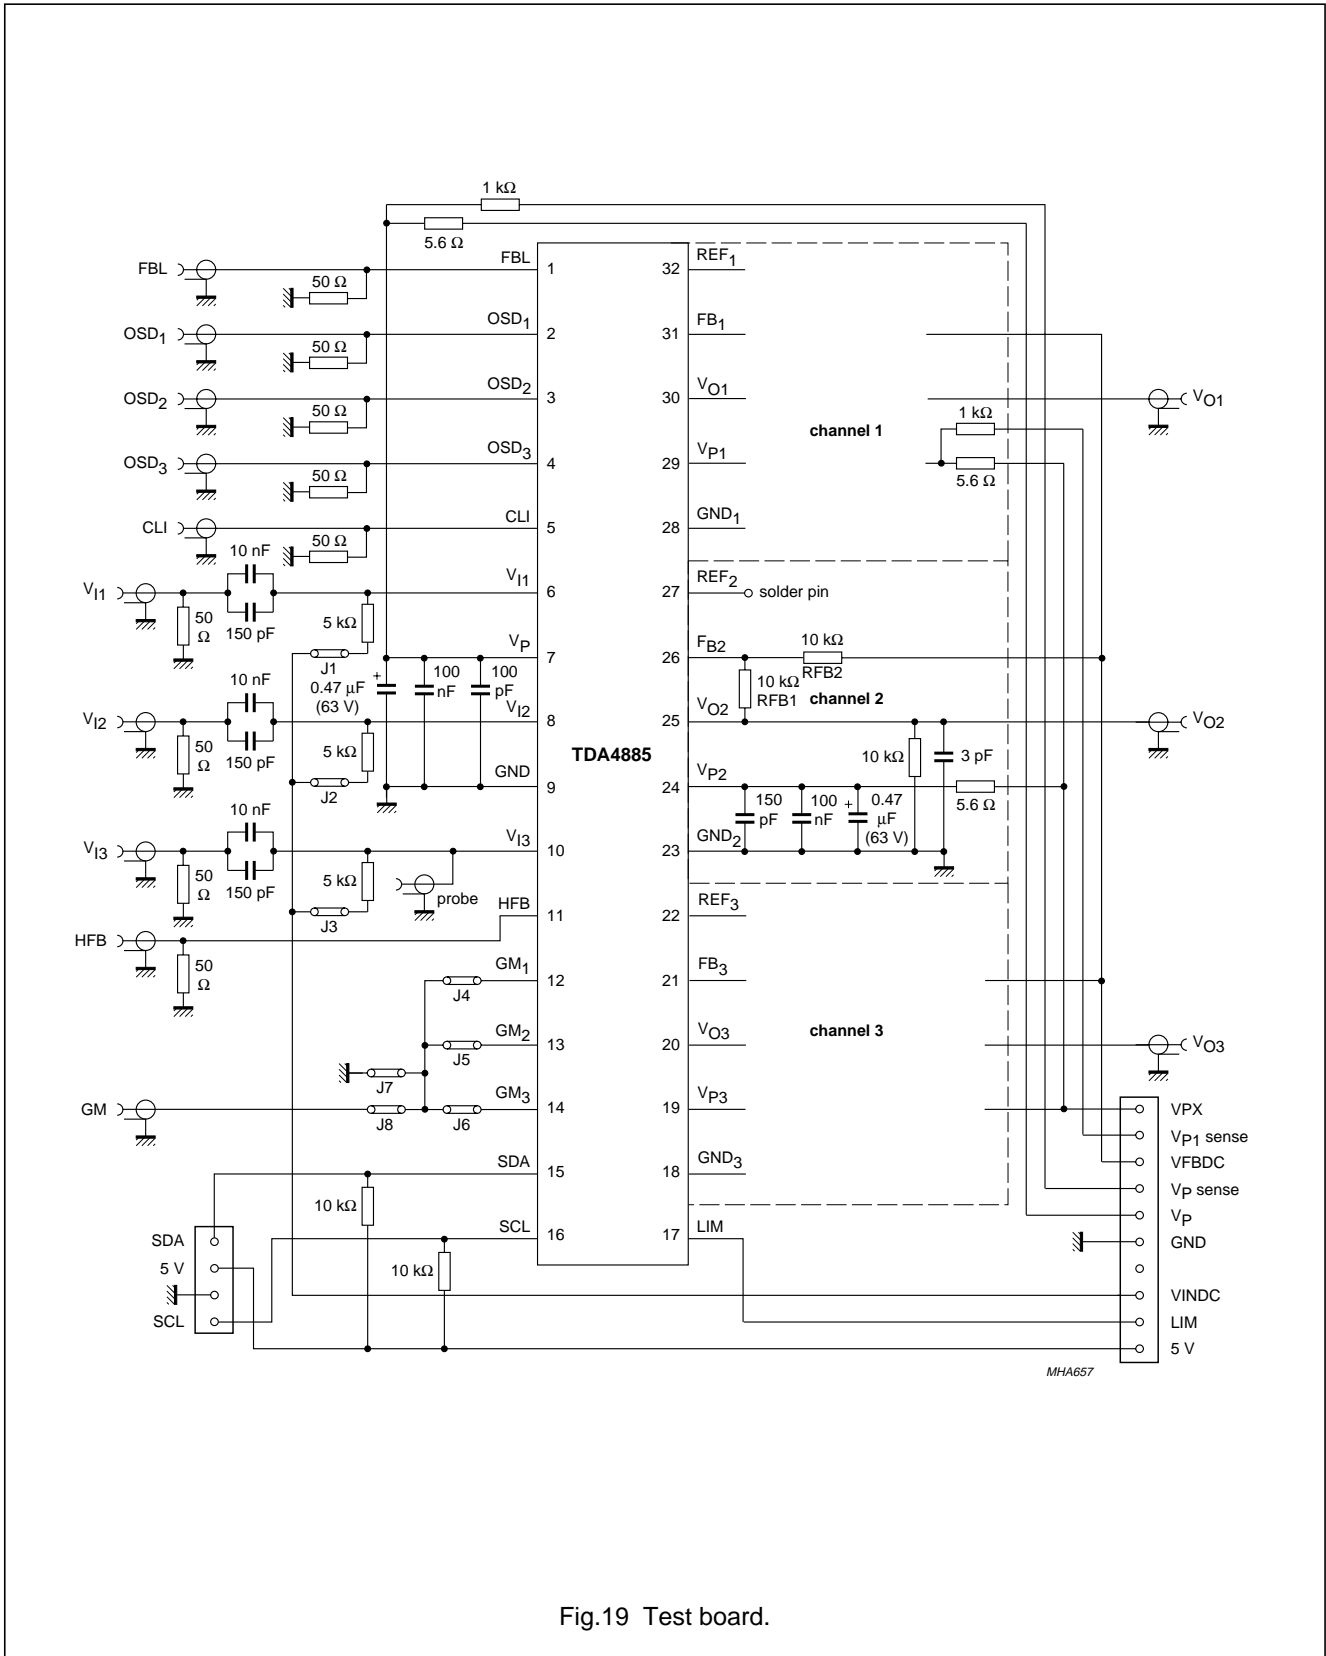 1 kΩ
5.6 Ω
FBL
FBL
1
32
REF1
50 Ω
OSD1
OSD1
2
31
FB1
50 Ω
OSD2
OSD2
3
30
VO1
VO1
50 Ω
1 kΩ
channel 1
OSD3
OSD3
4
29
VP1
50 Ω
5.6 Ω
CLI
CLI
5
28
GND1
50 Ω
10 nF
VI1
VI1
6
27
REF2
solder pin
50 Ω
150 pF
5 kΩ
J1
VP
7
26
FB2
10 kΩ
RFB2
0.47 µF (63 V)
+
100 nF
100 pF
10 kΩ
RFB1
channel 2
10 nF
VI2
VI2
8
25
VO2
VO2
50 Ω
150 pF
5 kΩ
J2
TDA4885
10 kΩ
3 pF
GND
9
24
VP2
5.6 Ω
10 nF
150 pF
100 nF
+
0.47 µF (63 V)
VI3
VI3
10
23
GND2
50 Ω
150 pF
5 kΩ
J3
probe
HFB
HFB
11
22
REF3
50 Ω
GM1
J4
12
21
FB3
GM2
J5
13
20
VO3
channel 3
VO3
J7
GM
J8
J6
GM3
14
19
VP3
VPX
VP1 sense
VFBDC
SDA
15
18
GND3
10 kΩ
VP sense
VP
SCL
16
17
LIM
SDA
10 kΩ
GND
5 V
SCL
VINDC
LIM
5 V
MHA657
Fig.19 Test board.